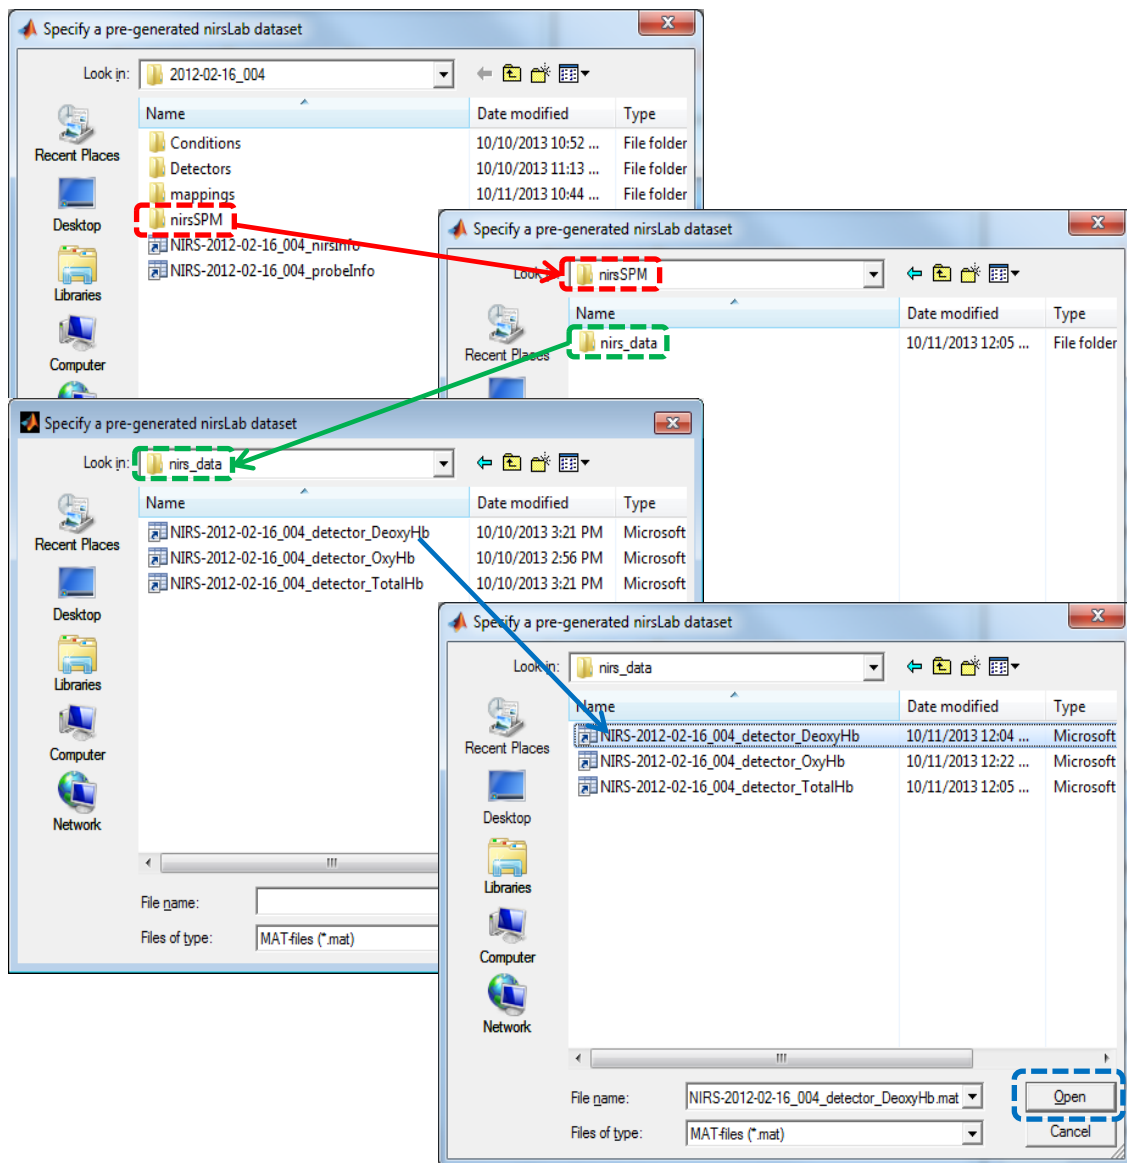 Specify a pre-generated nirsLab dataset
Look in: 2012-02-16_004
Name Date modified Type
Conditions 10/10/2013 10:52 ... File folder
Detectors 10/10/2013 11:13 ... File folder
mappings 10/11/2013 10:44 ... File folder
nirsSPM
NIRS-2012-02-16_004_nirsInfo
NIRS-2012-02-16_004_probeInfo
Recent Places
Desktop
Libraries
Computer
Specify a pre-generated nirsLab dataset
Look in: nirsSPM
Name Date modified Type
nirs_data 10/11/2013 12:05 ... File folder
Recent Places
Specify a pre-generated nirsLab dataset
Look in: nirs_data
Name Date modified Type
NIRS-2012-02-16_004_detector_DeoxyHb 10/10/2013 3:21 PM Microsoft
NIRS-2012-02-16_004_detector_OxyHb 10/10/2013 2:56 PM Microsoft
NIRS-2012-02-16_004_detector_TotalHb 10/10/2013 3:21 PM Microsoft
Recent Places
Desktop
Libraries
Computer
Network
File name:
Files of type: MAT-files (*.mat)
Specify a pre-generated nirsLab dataset
Look in: nirs_data
Name Date modified Type
NIRS-2012-02-16_004_detector_DeoxyHb 10/11/2013 12:04 ... Microsoft
NIRS-2012-02-16_004_detector_OxyHb 10/11/2013 12:22 ... Microsoft
NIRS-2012-02-16_004_detector_TotalHb 10/11/2013 12:05 ... Microsoft
Recent Places
Desktop
Libraries
Computer
Network
File name: NIRS-2012-02-16_004_detector_DeoxyHb.mat Open
Files of type: MAT-files (*.mat) Cancel